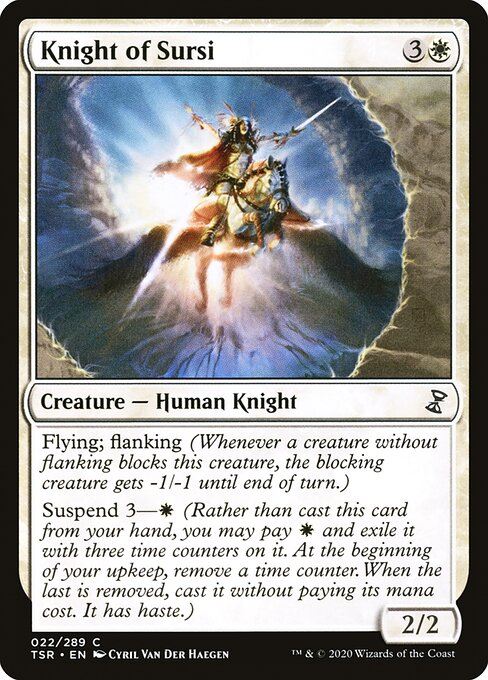 Knight of Sursi 3
Creature — Human Knight
Flying; flanking (Whenever a creature without
flanking blocks this creature, the blocking
creature gets -1/-1 until end of turn.)
Suspend 3— (Rather than cast this card
from your hand, you may pay and exile it
with three time counters on it. At the beginning
of your upkeep, remove a time counter. When the
last is removed, cast it without paying its mana
cost. It has haste.)
2/2
022/289 C
TSR • EN Cyril Van Der Haegen ™ & © 2020 Wizards of the Coast